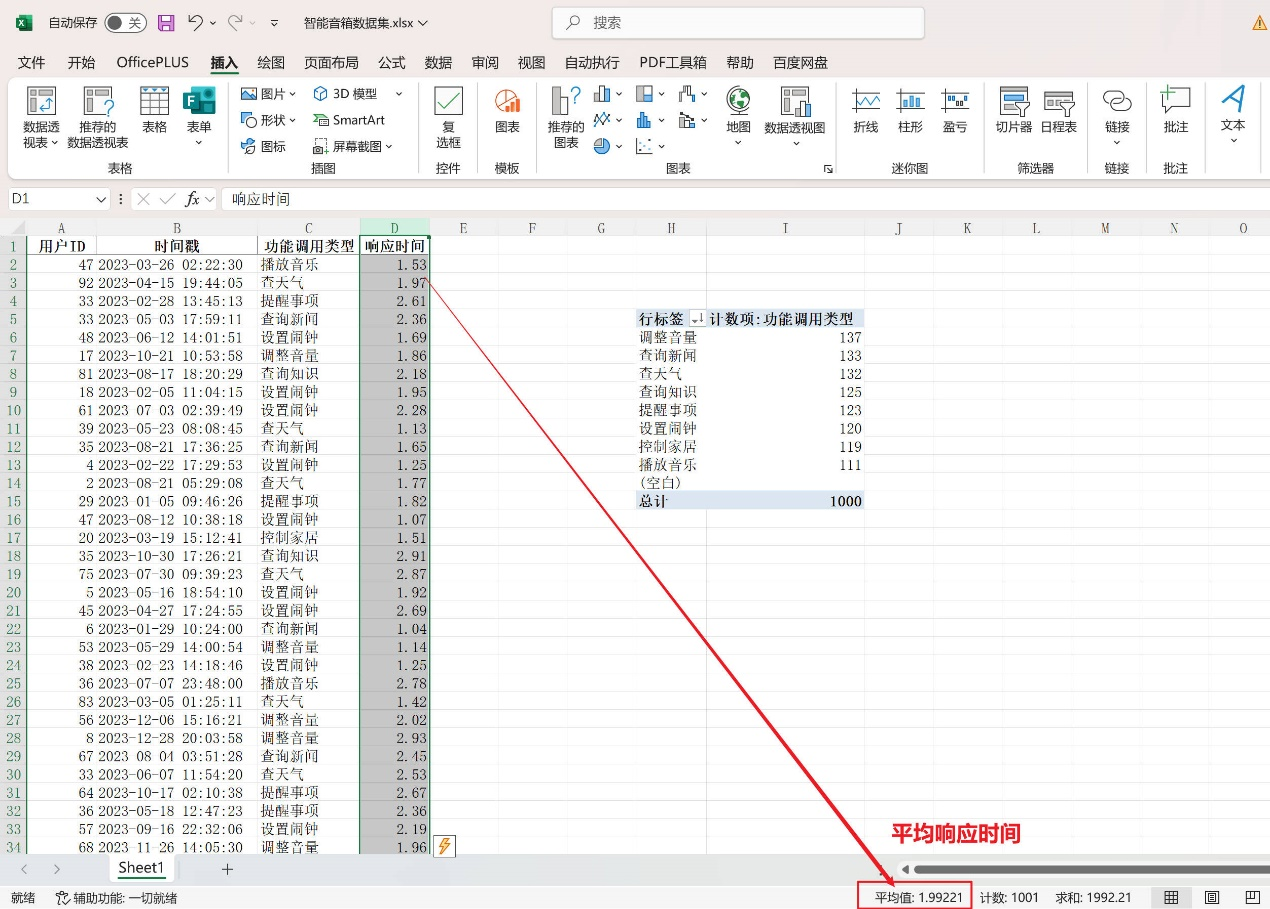 自动保存 关 智能音箱数据集.xlsx 搜索
文件 开始 OfficePLUS 插入 绘图 页面布局 公式 数据 审阅 视图 自动执行 PDF工具箱 帮助 百度网盘
数据透视表 推荐的数据透视表 表格 表单 图片 形状 图标 3D 模型 SmartArt 屏幕截图 复选框 图表 推荐的图表 地图 数据透视图 折线 柱形 盈亏 切片器 日程表 链接 批注 文本
表格 插图 控件 模板 图表 迷你图 筛选器 链接 批注
D1 fx 响应时间
A B C D E F G H I J K L M N O
1 用户ID 时间戳 功能调用类型 响应时间
2 47 2023-03-26 02:22:30 播放音乐 1.53
3 92 2023-04-15 19:44:05 查天气 1.97
4 33 2023-02-28 13:45:13 提醒事项 2.61
5 33 2023-05-03 17:59:11 查询新闻 2.36 行标签 计数项:功能调用类型
6 48 2023-06-12 14:01:51 设置闹钟 1.69 调整音量 137
7 17 2023-10-21 10:53:58 调整音量 1.86 查询新闻 133
8 81 2023-08-17 18:20:29 查询知识 2.18 查天气 132
9 18 2023-02-05 11:04:15 设置闹钟 1.95 查询知识 125
10 61 2023 07 03 02:39:49 设置闹钟 2.28 提醒事项 123
11 39 2023-05-23 08:08:45 查天气 1.13 设置闹钟 120
12 35 2023-08-21 17:36:25 查询新闻 1.65 控制家居 119
13 4 2023-02-22 17:29:53 设置闹钟 1.25 播放音乐 111
14 2 2023-08-21 05:29:08 查天气 1.77 (空白)
15 29 2023-01-05 09:46:26 提醒事项 1.82 总计 1000
16 47 2023-08-12 10:38:18 设置闹钟 1.07
17 20 2023-03-19 15:12:41 控制家居 1.51
18 35 2023-10-30 17:26:21 查询知识 2.91
19 75 2023-07-30 09:39:23 查天气 2.87
20 5 2023-05-16 18:54:10 设置闹钟 1.92
21 45 2023-04-27 17:24:55 设置闹钟 2.69
22 6 2023-01-29 10:24:00 查询新闻 1.04
23 53 2023-05-29 14:00:54 调整音量 1.14
24 38 2023-02-23 14:18:46 设置闹钟 1.25
25 36 2023-07-07 23:48:00 播放音乐 2.78
26 83 2023-03-05 01:25:11 查天气 1.42
27 56 2023-12-06 15:16:21 调整音量 2.02
28 8 2023-12-28 20:03:58 调整音量 2.93
29 67 2023 08 04 03:51:28 查询新闻 2.45
30 33 2023-06-07 11:54:20 查天气 2.53
31 64 2023-10-17 02:10:38 提醒事项 2.67
32 36 2023-05-18 12:47:23 提醒事项 2.36
33 57 2023-09-16 22:32:06 设置闹钟 2.19
34 68 2023-11-26 14:05:30 调整音量 1.96
平均响应时间
Sheet1
就绪 辅助功能: 一切就绪 平均值: 1.99221 计数: 1001 求和: 1992.21